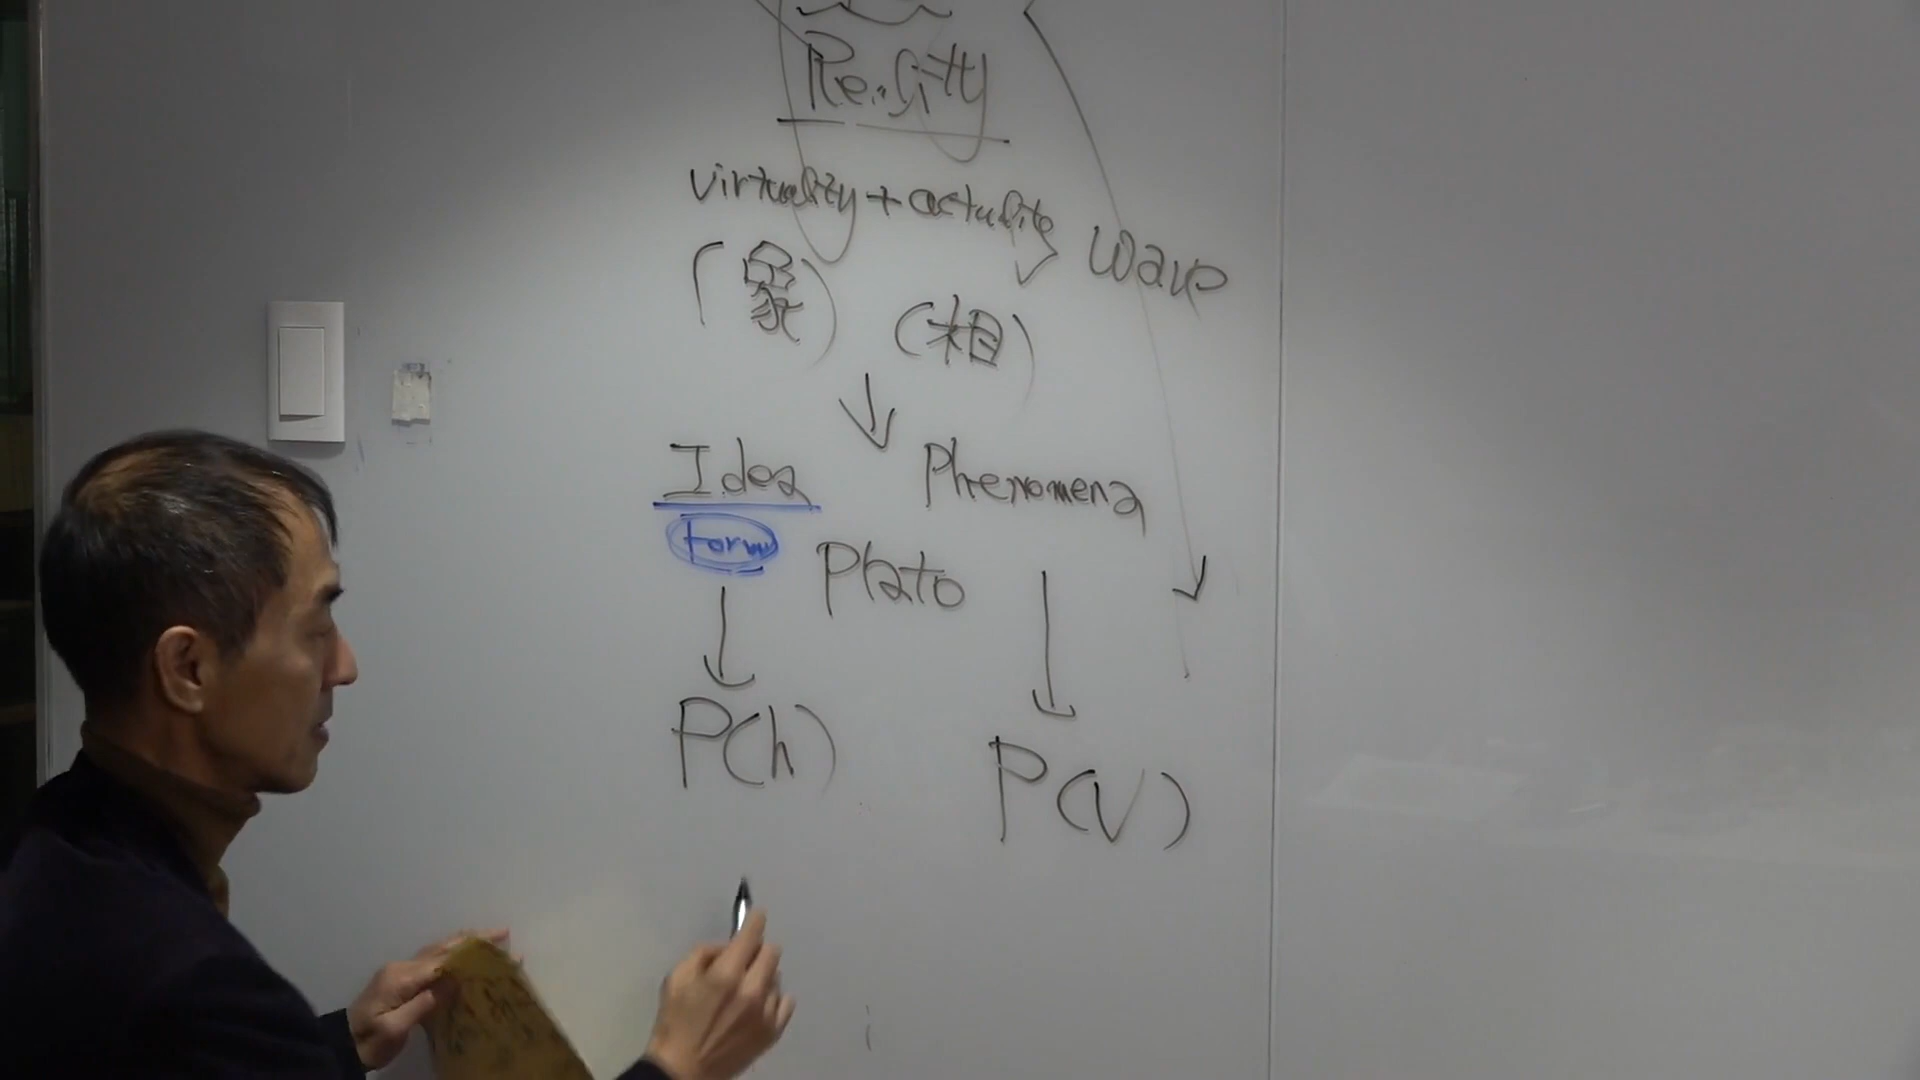 Reality
virtuality + actuality
wave
(象) (相)
Idea Phenomena
form
Plato
P(h) P(V)